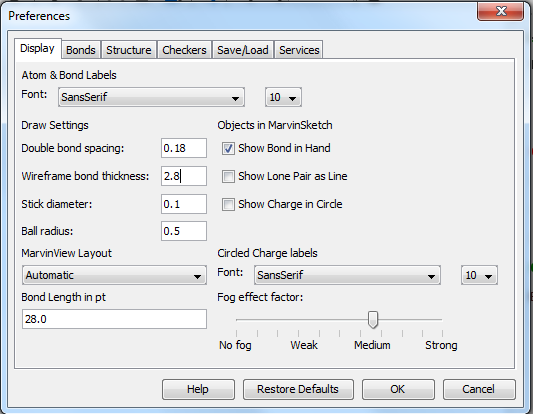 Preferences
Display Bonds Structure Checkers Save/Load Services
Atom & Bond Labels
Font: SansSerif 10
Draw Settings Objects in MarvinSketch
Double bond spacing: 0.18 Show Bond in Hand
Wireframe bond thickness: 2.8 Show Lone Pair as Line
Stick diameter: 0.1 Show Charge in Circle
Ball radius: 0.5
MarvinView Layout Circled Charge labels
Automatic Font: SansSerif 10
Bond Length in pt Fog effect factor:
28.0
No fog Weak Medium Strong
Help Restore Defaults OK Cancel